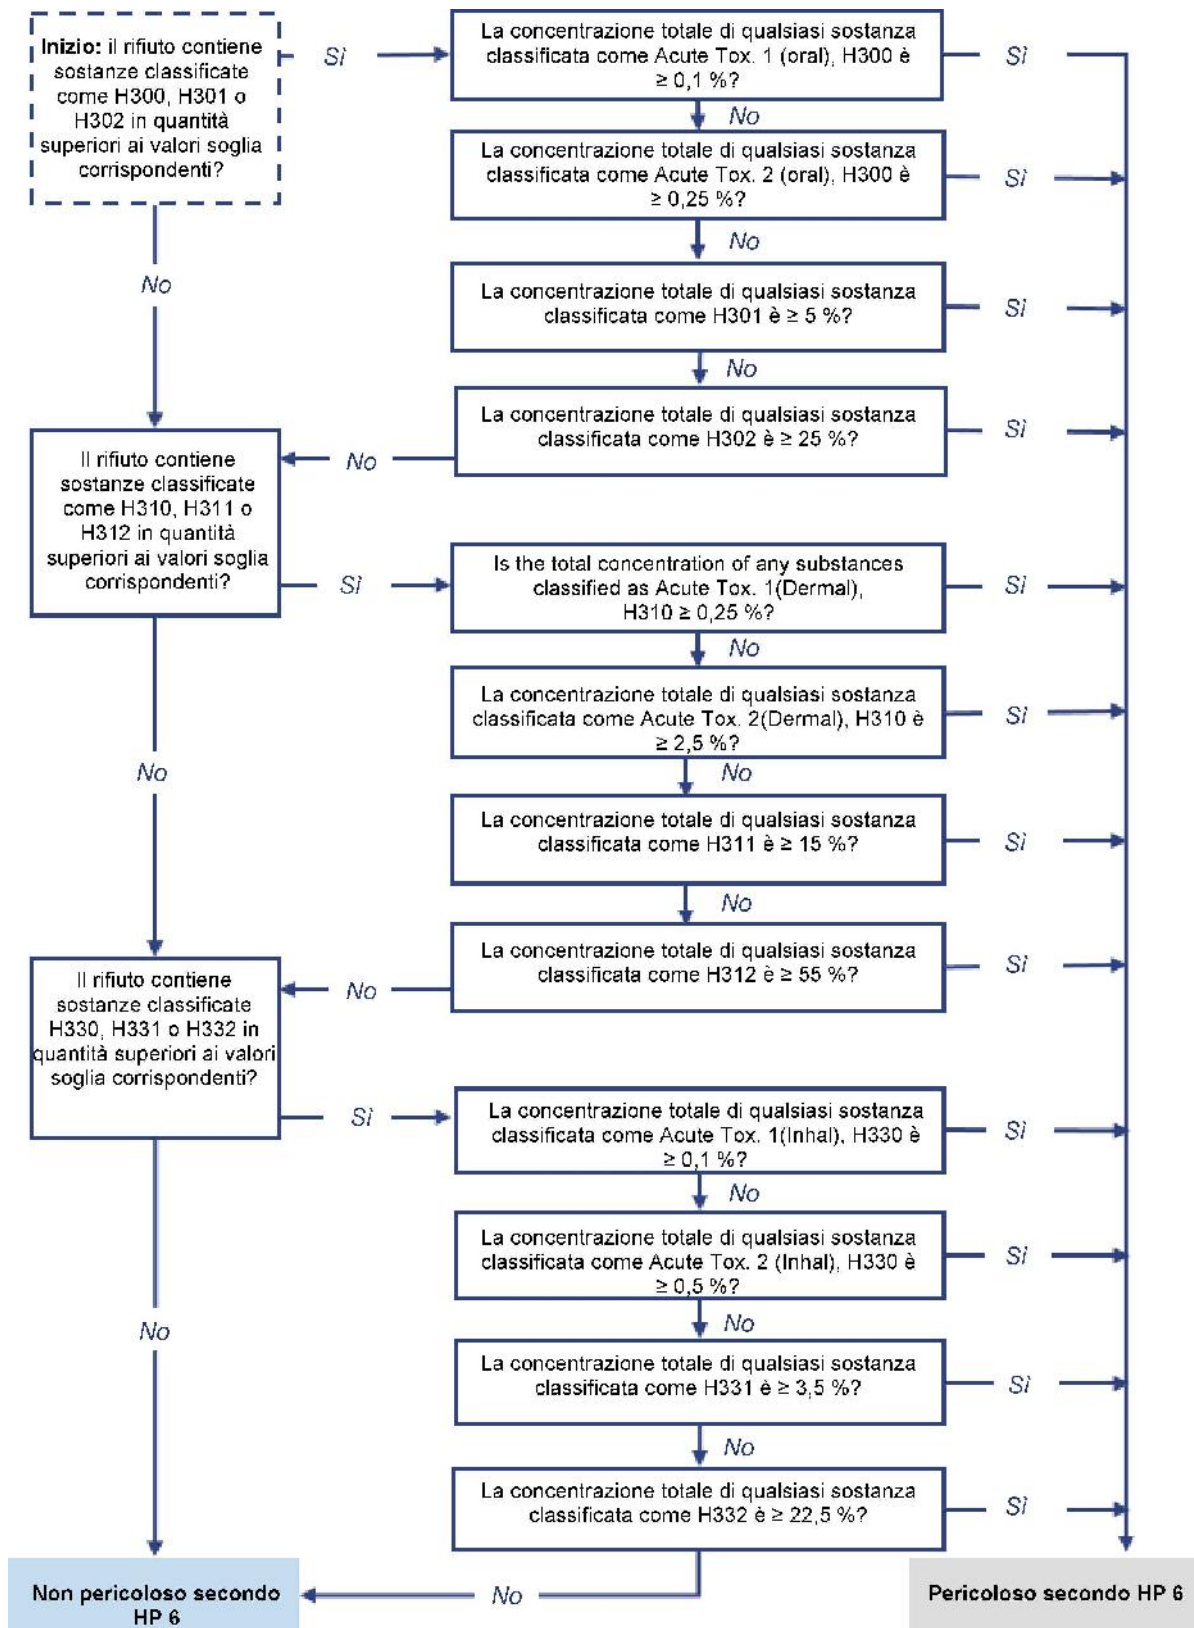 Inizio: il rifiuto contiene
sostanze classificate
come H300, H301 o
H302 in quantità
superiori ai valori soglia
corrispondenti?
Sì
La concentrazione totale di qualsiasi sostanza
classificata come Acute Tox. 1 (oral), H300 è
≥ 0,1 %?
Sì
No
La concentrazione totale di qualsiasi sostanza
classificata come Acute Tox. 2 (oral), H300 è
≥ 0,25 %?
Sì
No
No
La concentrazione totale di qualsiasi sostanza
classificata come H301 è ≥ 5 %?
Sì
No
La concentrazione totale di qualsiasi sostanza
classificata come H302 è ≥ 25 %?
Sì
No
Il rifiuto contiene
sostanze classificate
come H310, H311 o
H312 in quantità
superiori ai valori soglia
corrispondenti?
Sì
Is the total concentration of any substances
classified as Acute Tox. 1(Dermal),
H310 ≥ 0,25 %?
Sì
No
La concentrazione totale di qualsiasi sostanza
classificata come Acute Tox. 2(Dermal), H310 è
≥ 2,5 %?
Sì
No
No
La concentrazione totale di qualsiasi sostanza
classificata come H311 è ≥ 15 %?
Sì
No
La concentrazione totale di qualsiasi sostanza
classificata come H312 è ≥ 55 %?
Sì
No
Il rifiuto contiene
sostanze classificate
H330, H331 o H332 in
quantità superiori ai valori
soglia corrispondenti?
Sì
La concentrazione totale di qualsiasi sostanza
classificata come Acute Tox. 1(Inhal), H330 è
≥ 0,1 %?
Sì
No
La concentrazione totale di qualsiasi sostanza
classificata come Acute Tox. 2 (Inhal), H330 è
≥ 0,5 %?
Sì
No
No
La concentrazione totale di qualsiasi sostanza
classificata come H331 è ≥ 3,5 %?
Sì
No
La concentrazione totale di qualsiasi sostanza
classificata come H332 è ≥ 22,5 %?
Sì
No
Non pericoloso secondo
HP 6
Pericoloso secondo HP 6